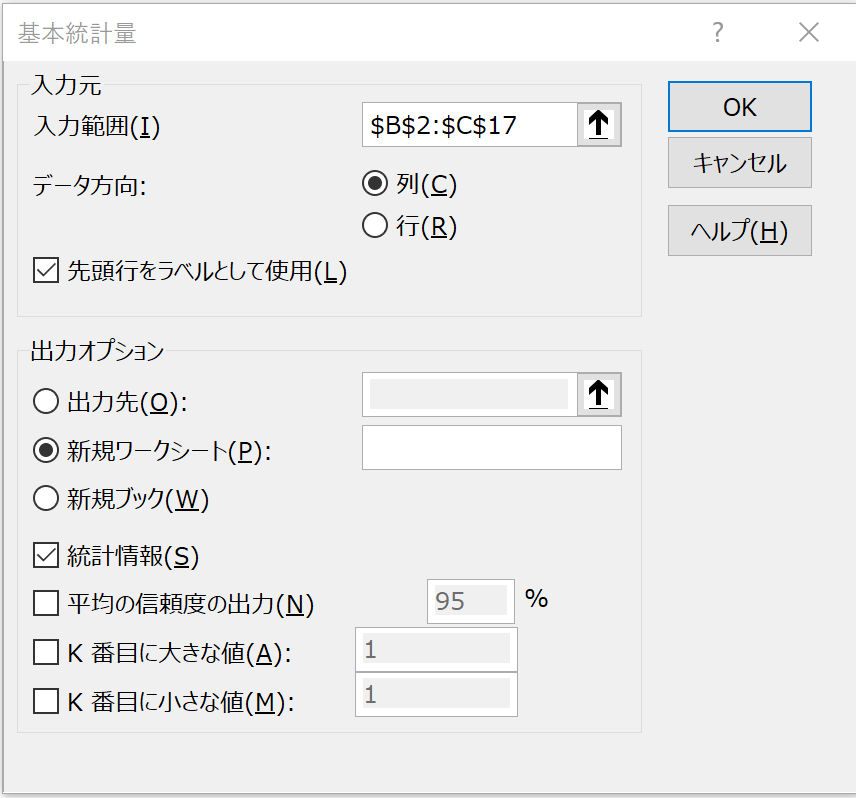 基本統計量 ?
入力元
入力範囲(I) $B$2:$C$17
データ方向: 列(C)
行(R)
先頭行をラベルとして使用(L)
OK
キャンセル
ヘルプ(H)
出力オプション
出力先(O):
新規ワークシート(P):
新規ブック(W)
統計情報(S)
平均の信頼度の出力(N) 95 %
K 番目に大きな値(A): 1
K 番目に小さな値(M): 1